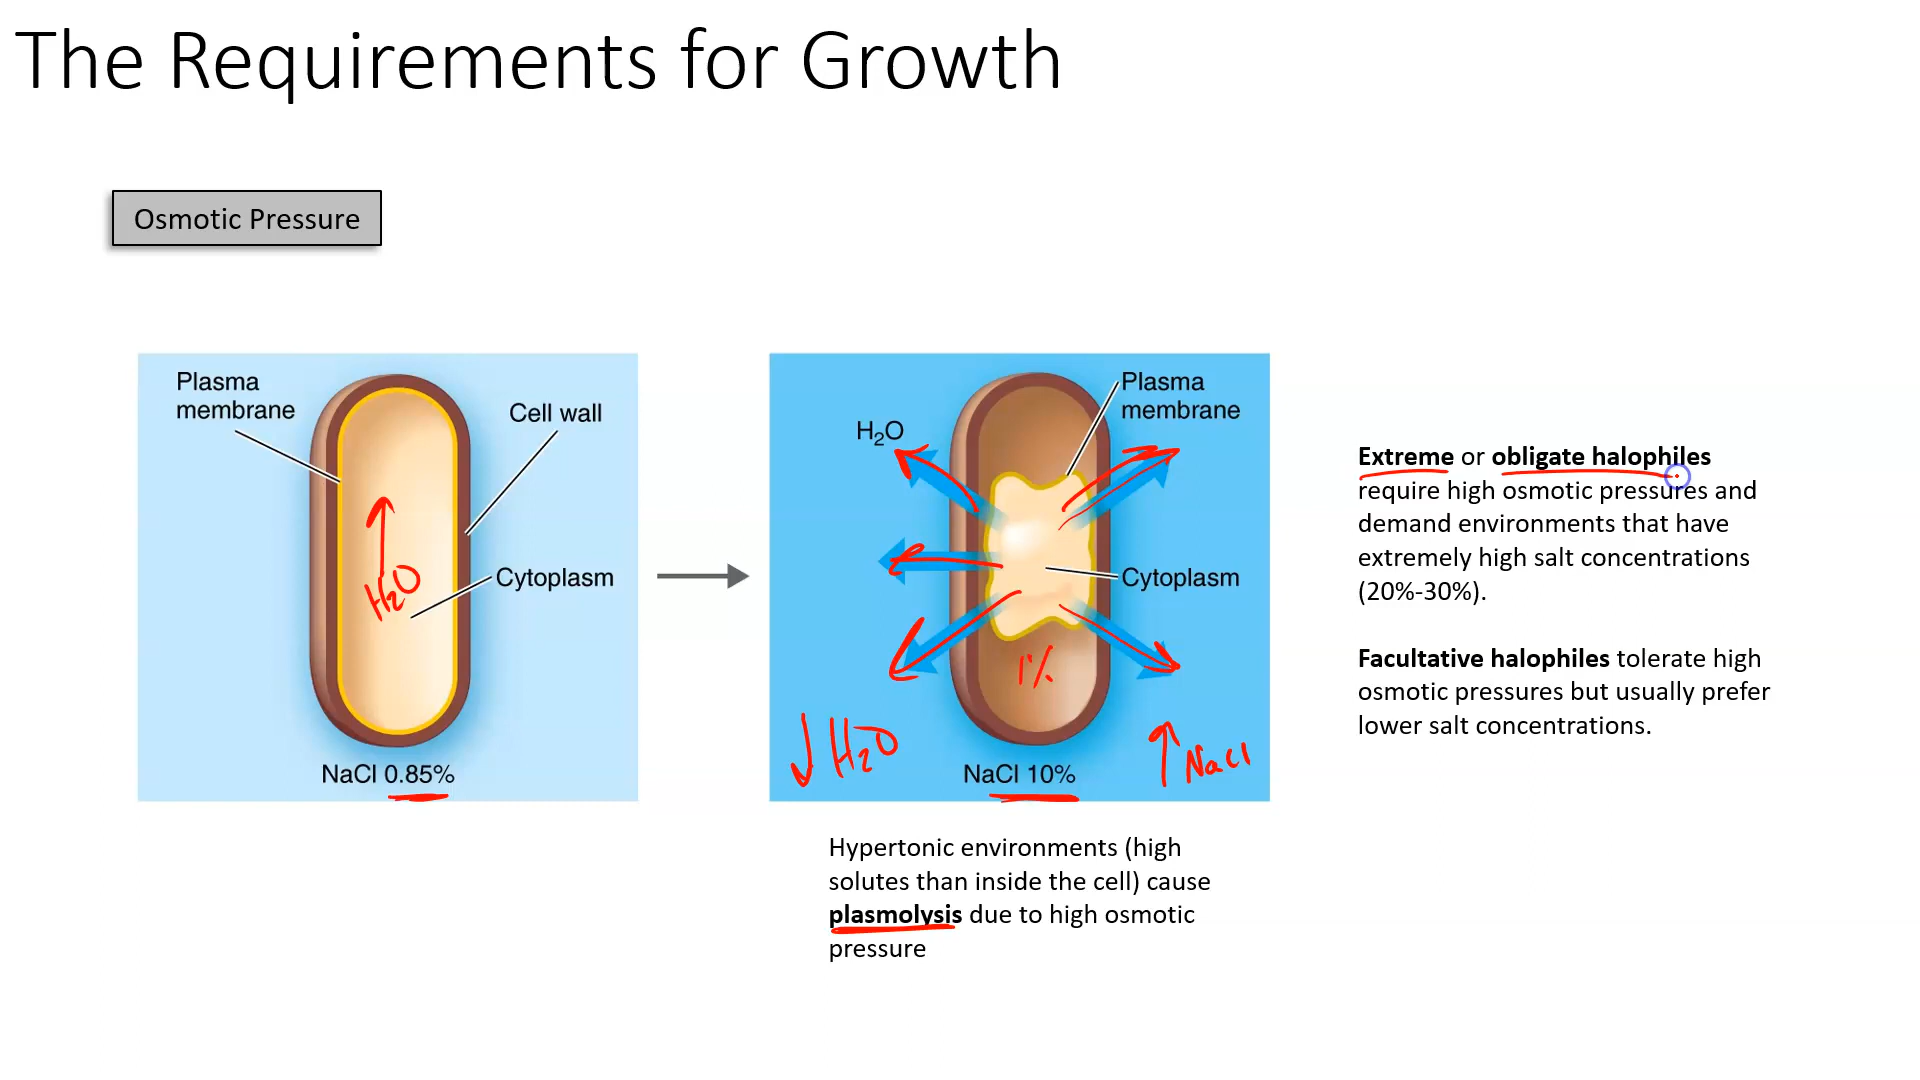 The Requirements for Growth
Osmotic Pressure
Plasma
membrane
Cell wall
H₂O
Cytoplasm
NaCl 0.85%
Plasma
membrane
H₂O
Cytoplasm
1%
↓ H₂O
↑ NaCl
NaCl 10%
Hypertonic environments (high
solutes than inside the cell) cause
plasmolysis due to high osmotic
pressure
Extreme or obligate halophiles
require high osmotic pressures and
demand environments that have
extremely high salt concentrations
(20%-30%).
Facultative halophiles tolerate high
osmotic pressures but usually prefer
lower salt concentrations.